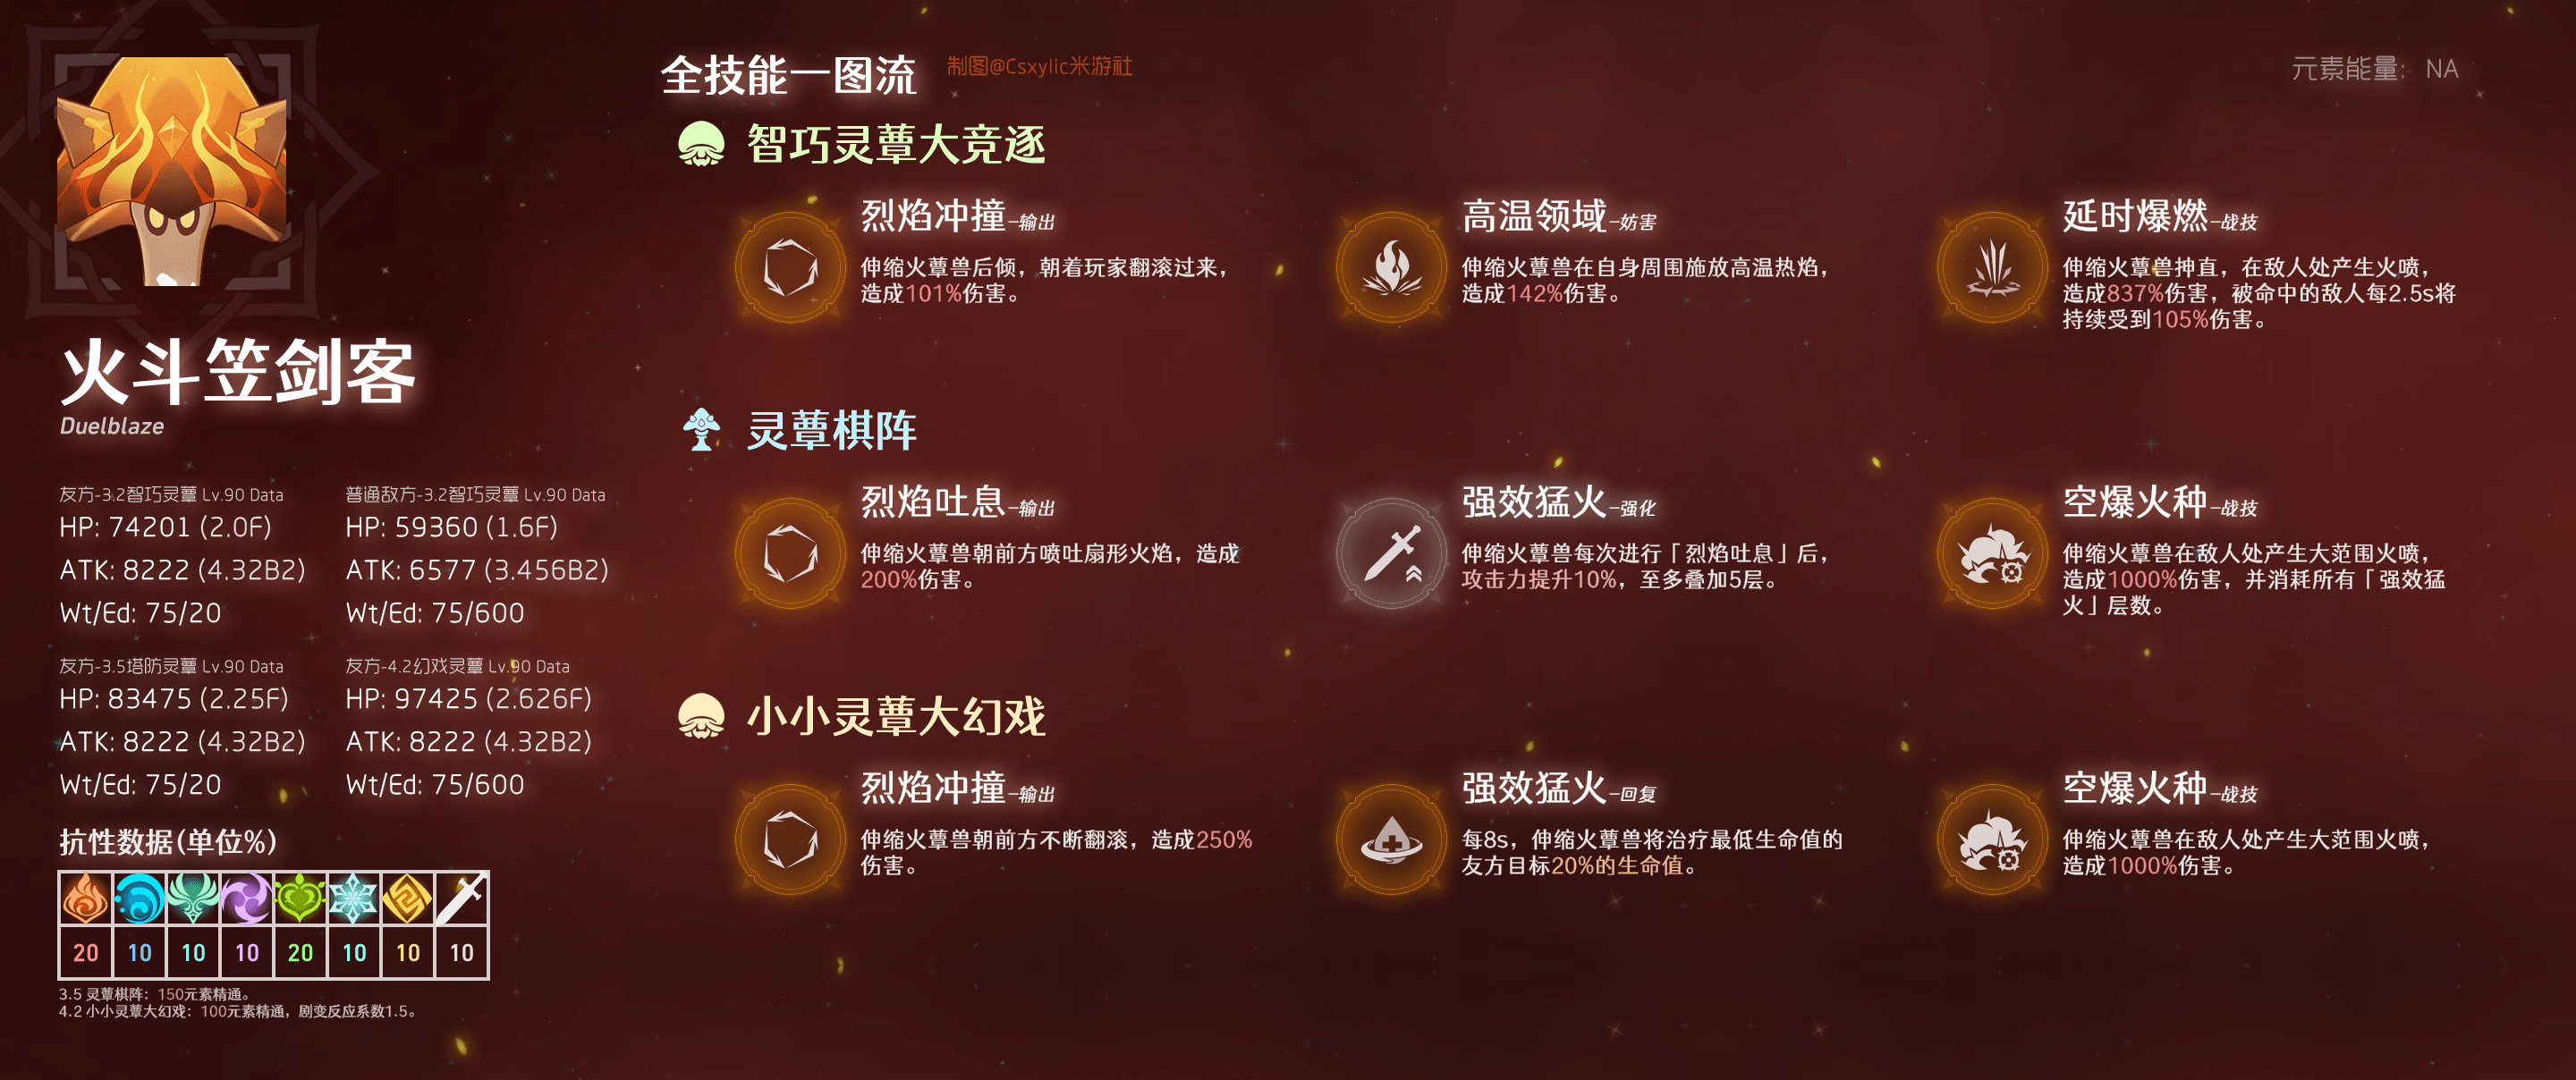 全技能一图流
制图@Csxylic米游社
元素能量: NA
火斗笠剑客
Duelblaze
友方-3.2智巧灵蕈 Lv.90 Data
HP: 74201 (2.0F)
ATK: 8222 (4.32B2)
Wt/Ed: 75/20
普通敌方-3.2智巧灵蕈 Lv.90 Data
HP: 59360 (1.6F)
ATK: 6577 (3.456B2)
Wt/Ed: 75/600
友方-3.5塔防灵蕈 Lv.90 Data
HP: 83475 (2.25F)
ATK: 8222 (4.32B2)
Wt/Ed: 75/20
友方-4.2幻戏灵蕈 Lv.90 Data
HP: 97425 (2.626F)
ATK: 8222 (4.32B2)
Wt/Ed: 75/600
抗性数据(单位%)
20 10 10 10 20 10 10 10
3.5 灵蕈棋阵：150元素精通。
4.2 小小灵蕈大幻戏：100元素精通，剧变反应系数1.5。
智巧灵蕈大竞逐
烈焰冲撞-输出
伸缩火蕈兽后倾，朝着玩家翻滚过来，
造成101%伤害。
高温领域-妨害
伸缩火蕈兽在自身周围施放高温热焰，
造成142%伤害。
延时爆燃-战技
伸缩火蕈兽抻直，在敌人处产生火喷，
造成837%伤害，被命中的敌人每2.5s将
持续受到105%伤害。
灵蕈棋阵
烈焰吐息-输出
伸缩火蕈兽朝前方喷吐扇形火焰，造成
200%伤害。
强效猛火-强化
伸缩火蕈兽每次进行「烈焰吐息」后，
攻击力提升10%，至多叠加5层。
空爆火种-战技
伸缩火蕈兽在敌人处产生大范围火喷，
造成1000%伤害，并消耗所有「强效猛
火」层数。
小小灵蕈大幻戏
烈焰冲撞-输出
伸缩火蕈兽朝前方不断翻滚，造成250%
伤害。
强效猛火-回复
每8s，伸缩火蕈兽将治疗最低生命值的
友方目标20%的生命值。
空爆火种-战技
伸缩火蕈兽在敌人处产生大范围火喷，
造成1000%伤害。